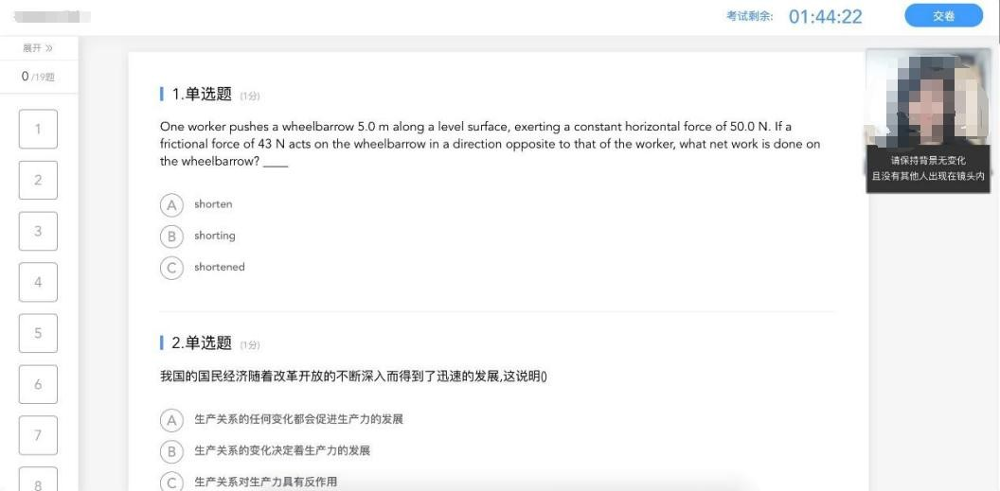 考试剩余: 01:44:22
交卷
展开 »
0/19题
1
2
3
4
5
6
7
8
1.单选题 (1分)
One worker pushes a wheelbarrow 5.0 m along a level surface, exerting a constant horizontal force of 50.0 N. If a
frictional force of 43 N acts on the wheelbarrow in a direction opposite to that of the worker, what net work is done on
the wheelbarrow? ____
A shorten
B shorting
C shortened
2.单选题 (1分)
我国的国民经济随着改革开放的不断深入而得到了迅速的发展,这说明()
A 生产关系的任何变化都会促进生产力的发展
B 生产关系的变化决定着生产力的发展
C 生产关系对生产力具有反作用
请保持背景无变化
且没有其他人出现在镜头内